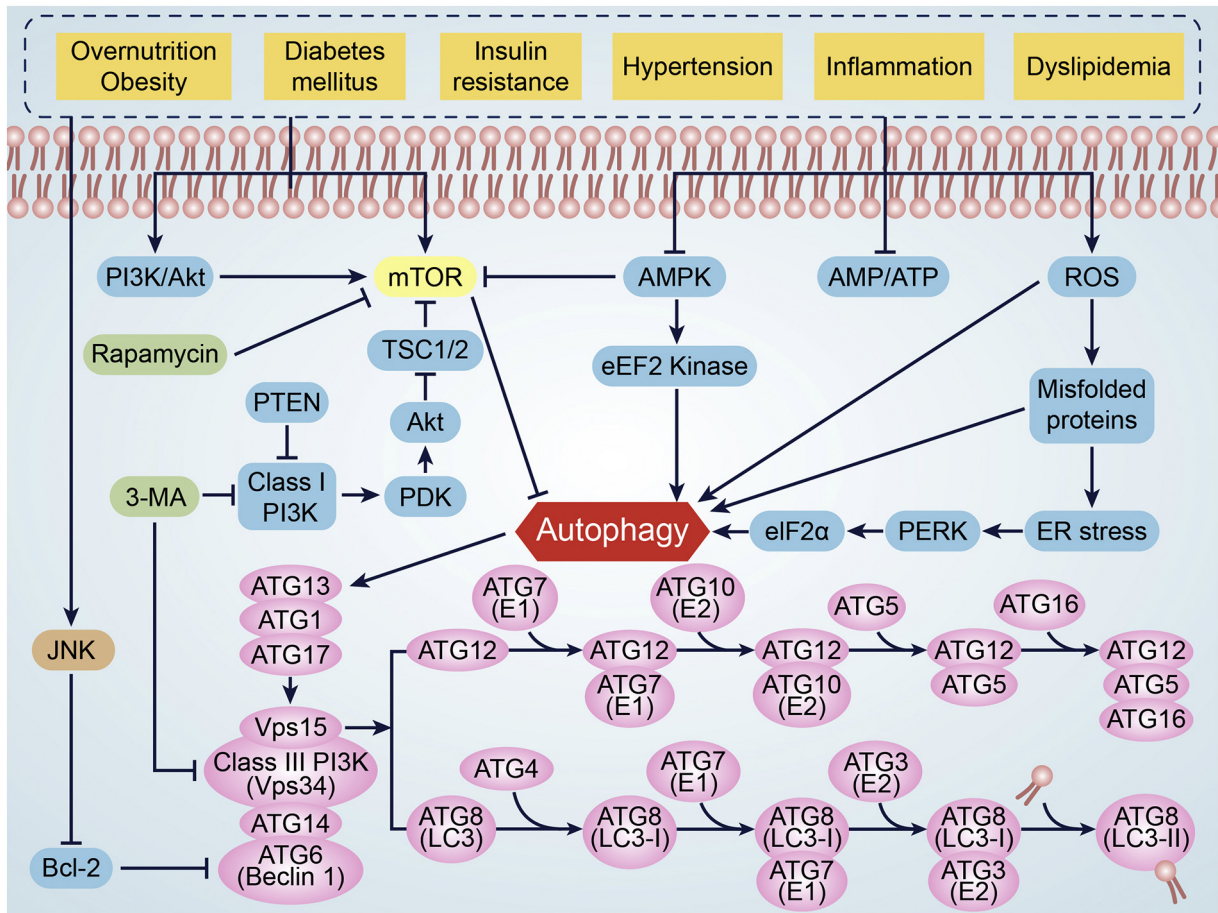 Overnutrition
Obesity
Diabetes
mellitus
Insulin
resistance
Hypertension
Inflammation
Dyslipidemia
PI3K/Akt
mTOR
AMPK
AMP/ATP
ROS
Rapamycin
TSC1/2
eEF2 Kinase
Misfolded
proteins
PTEN
Akt
3-MA
Class I
PI3K
PDK
Autophagy
eIF2α
PERK
ER stress
ATG13
ATG1
ATG17
JNK
ATG7
(E1)
ATG10
(E2)
ATG5
ATG16
ATG12
ATG12
ATG7
(E1)
ATG12
ATG10
(E2)
ATG12
ATG5
ATG12
ATG5
ATG16
Vps15
Class III PI3K
(Vps34)
ATG14
ATG6
(Beclin 1)
Bcl-2
ATG4
ATG7
(E1)
ATG3
(E2)
ATG8
(LC3)
ATG8
(LC3-I)
ATG8
(LC3-I)
ATG7
(E1)
ATG8
(LC3-I)
ATG3
(E2)
ATG8
(LC3-II)